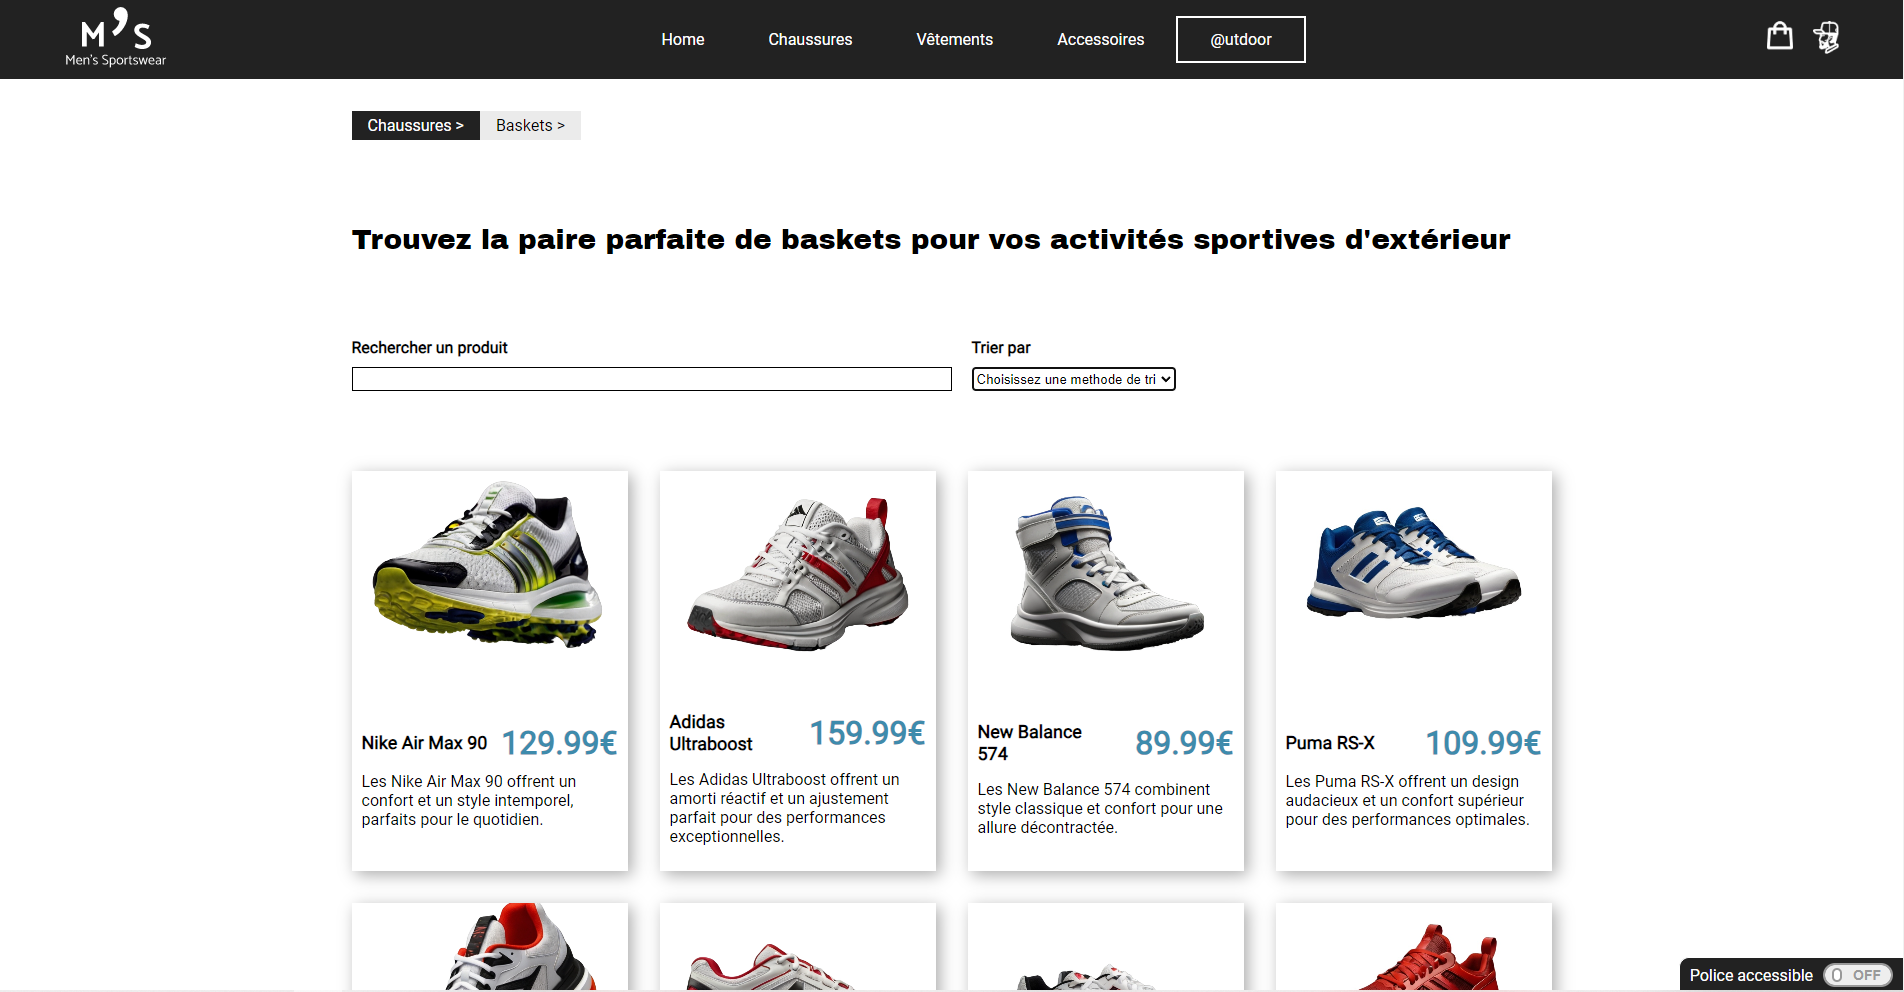 M's
Men's Sportswear
Home
Chaussures
Vêtements
Accessoires
@utdoor
Chaussures >
Baskets >
Trouvez la paire parfaite de baskets pour vos activités sportives d'extérieur
Rechercher un produit
Trier par
Choisissez une methode de tri
Nike Air Max 90
129.99€
Les Nike Air Max 90 offrent un
confort et un style intemporel,
parfaits pour le quotidien.
Adidas
Ultraboost
159.99€
Les Adidas Ultraboost offrent un
amorti réactif et un ajustement
parfait pour des performances
exceptionnelles.
New Balance
574
89.99€
Les New Balance 574 combinent
style classique et confort pour une
allure décontractée.
Puma RS-X
109.99€
Les Puma RS-X offrent un design
audacieux et un confort supérieur
pour des performances optimales.
Police accessible
OFF